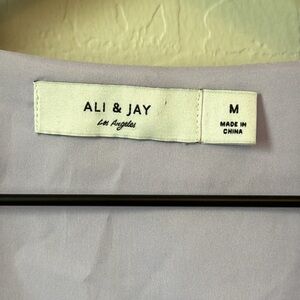 ALI & JAY
Los Angeles
M
MADE IN
CHINA